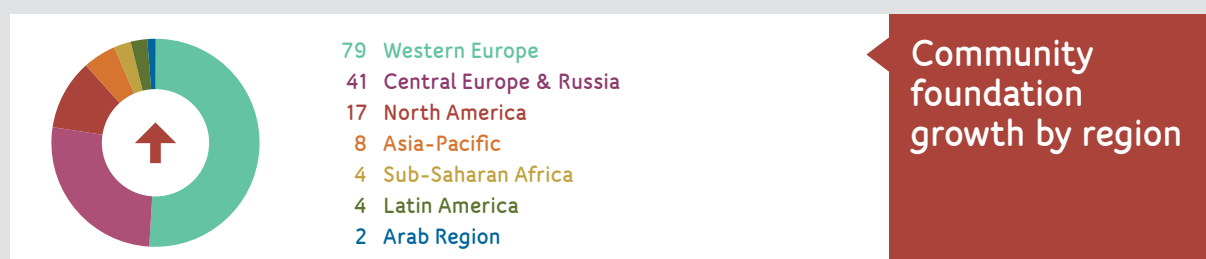 79 Western Europe
41 Central Europe & Russia
17 North America
8 Asia-Pacific
4 Sub-Saharan Africa
4 Latin America
2 Arab Region
Community
foundation
growth by region